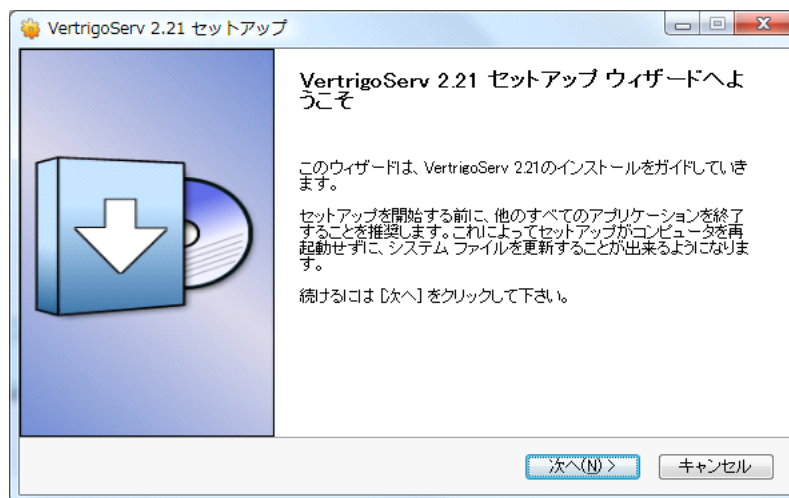 VertrigoServ 2.21 セットアップ
VertrigoServ 2.21 セットアップ ウィザードへよ
うこそ
このウィザードは、VertrigoServ 2.21のインストールをガイドしていき
ます。
セットアップを開始する前に、他のすべてのアプリケーションを終了
することを推奨します。これによってセットアップがコンピュータを再
起動せずに、システム ファイルを更新することが出来るようになりま
す。
続けるには [次へ] をクリックして下さい。
次へ(N) >
キャンセル